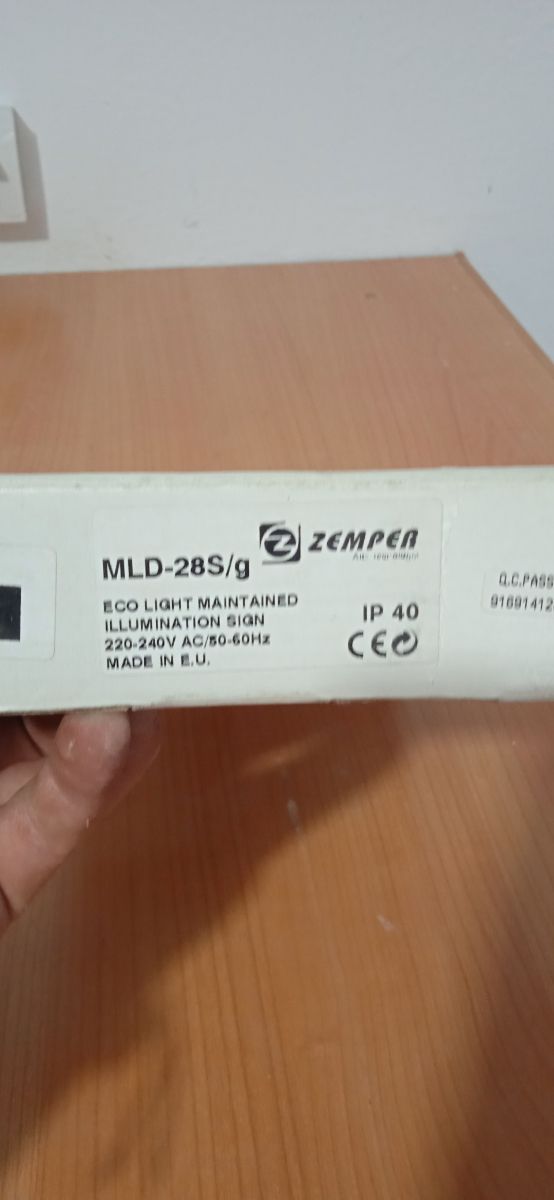 ZEMPER
MLD-28S/g
ECO LIGHT MAINTAINED
ILLUMINATION SIGN
220-240V AC/50-60Hz
MADE IN E.U.
IP 40
CE
Q.C.PASS
91691412